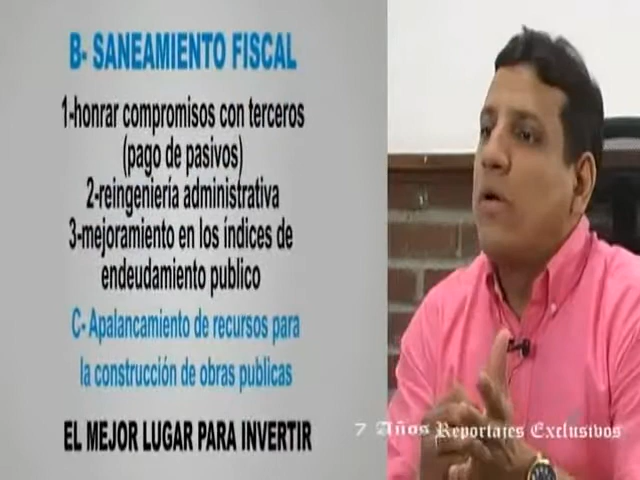 B- SANEAMIENTO FISCAL
1-honrar compromisos con terceros
(pago de pasivos)
2-reingeniería administrativa
3-mejoramiento en los índices de
endeudamiento publico
C- Apalancamiento de recursos para
la construcción de obras publicas
EL MEJOR LUGAR PARA INVERTIR
7 Años Reportajes Exclusivos